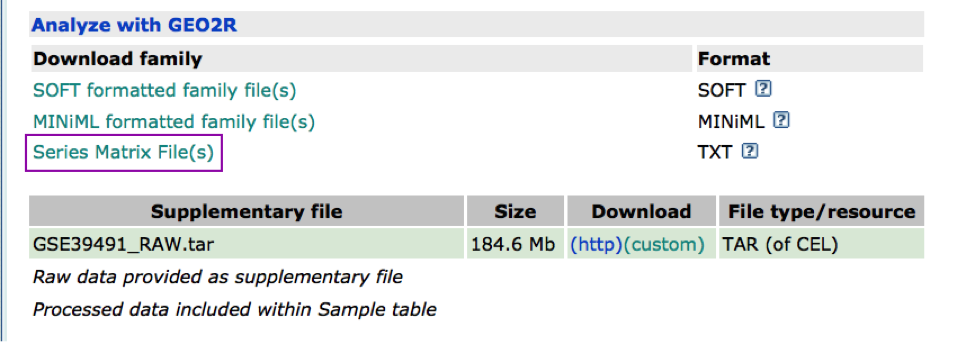 Analyze with GEO2R
Download family Format
SOFT formatted family file(s) SOFT ?
MINiML formatted family file(s) MINiML ?
Series Matrix File(s) TXT ?
Supplementary file Size Download File type/resource
GSE39491_RAW.tar 184.6 Mb (http)(custom) TAR (of CEL)
Raw data provided as supplementary file
Processed data included within Sample table